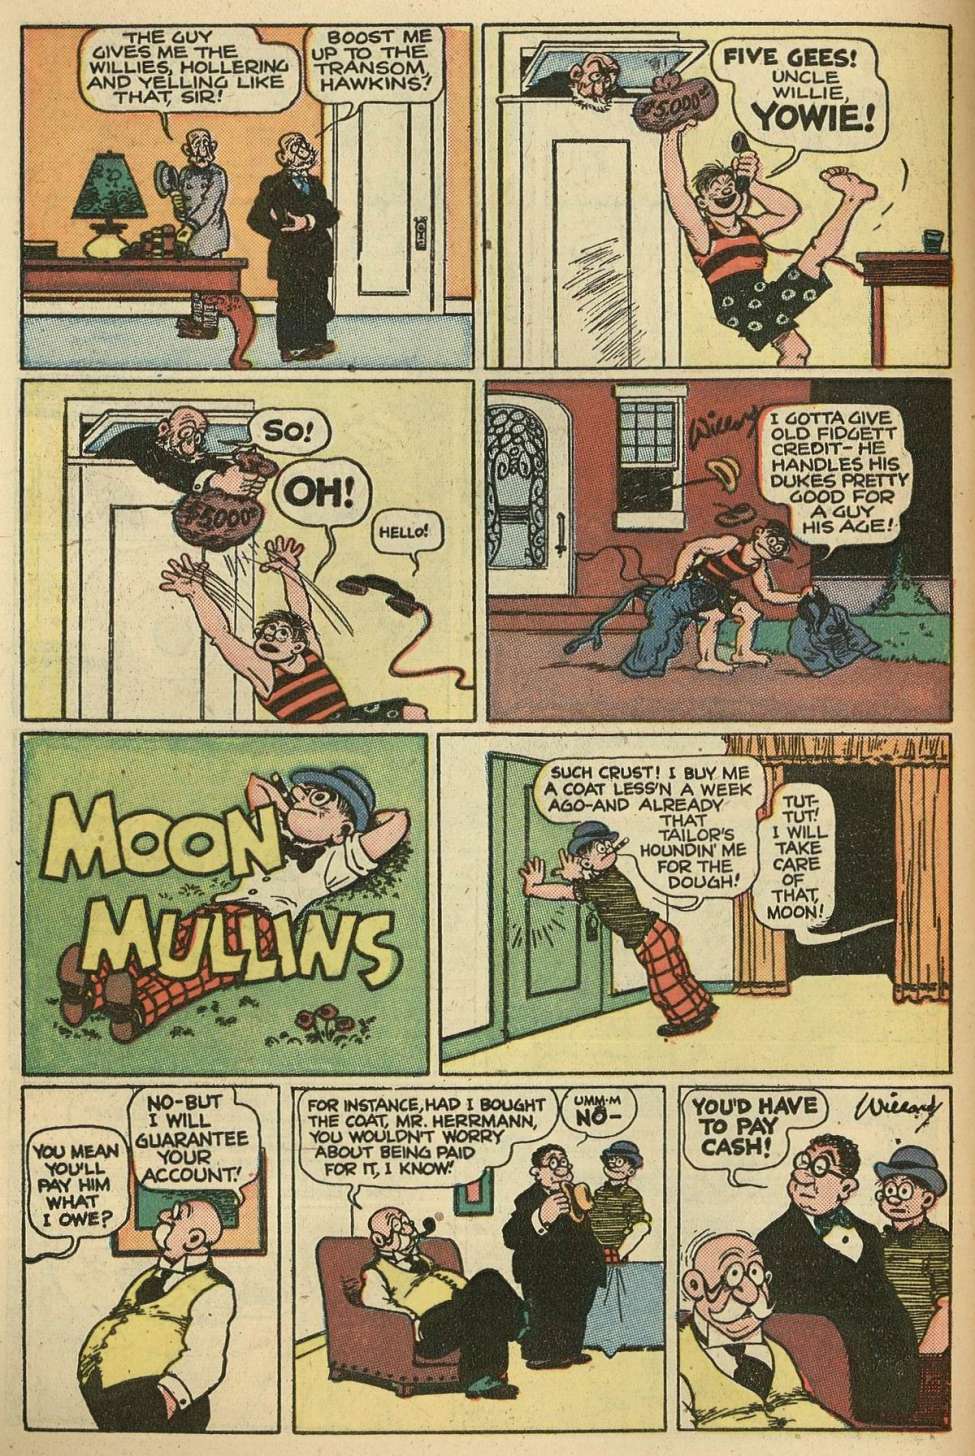 THE GUY
GIVES ME THE
WILLIES, HOLLERING
AND YELLING LIKE
THAT, SIR!
BOOST ME
UP TO THE
TRANSOM,
HAWKINS!
$500000
FIVE GEES!
UNCLE
WILLIE,
YOWIE!
SO!
$500000
OH!
HELLO!
Willard
I GOTTA GIVE
OLD FIDGETT
CREDIT-HE
HANDLES HIS
DUKES PRETTY
GOOD FOR
A GUY
HIS AGE!
MOON
MULLINS
SUCH CRUST! I BUY ME
A COAT LESS'N A WEEK
AGO-AND ALREADY
THAT
TAILOR'S
HOUNDIN' ME
FOR THE
DOUGH!
TUT-
TUT!
I WILL
TAKE
CARE
OF
THAT,
MOON!
YOU MEAN
YOU'LL
PAY HIM
WHAT
I OWE?
NO-BUT
I WILL
GUARANTEE
YOUR
ACCOUNT!
FOR INSTANCE, HAD I BOUGHT
THE COAT, MR. HERRMANN,
YOU WOULDN'T WORRY
ABOUT BEING PAID
FOR IT, I KNOW!
UMM-M
NO-
YOU'D HAVE
TO PAY
CASH!
Willard